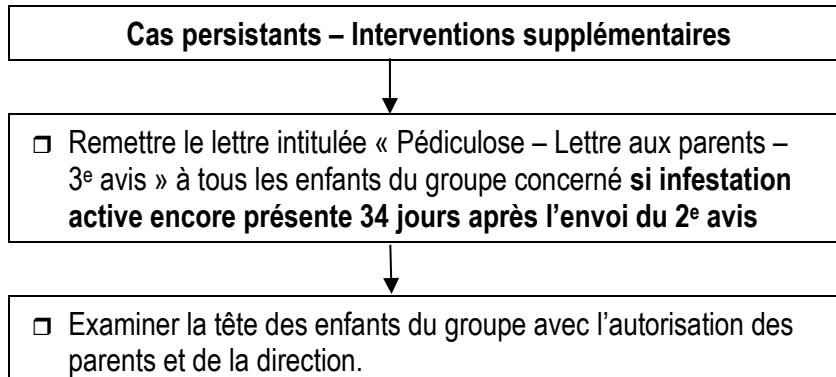 Cas persistants – Interventions supplémentaires
❒ Remettre le lettre intitulée « Pédiculose – Lettre aux parents –
3e avis » à tous les enfants du groupe concerné si infestation
active encore présente 34 jours après l’envoi du 2e avis
❒ Examiner la tête des enfants du groupe avec l’autorisation des
parents et de la direction.